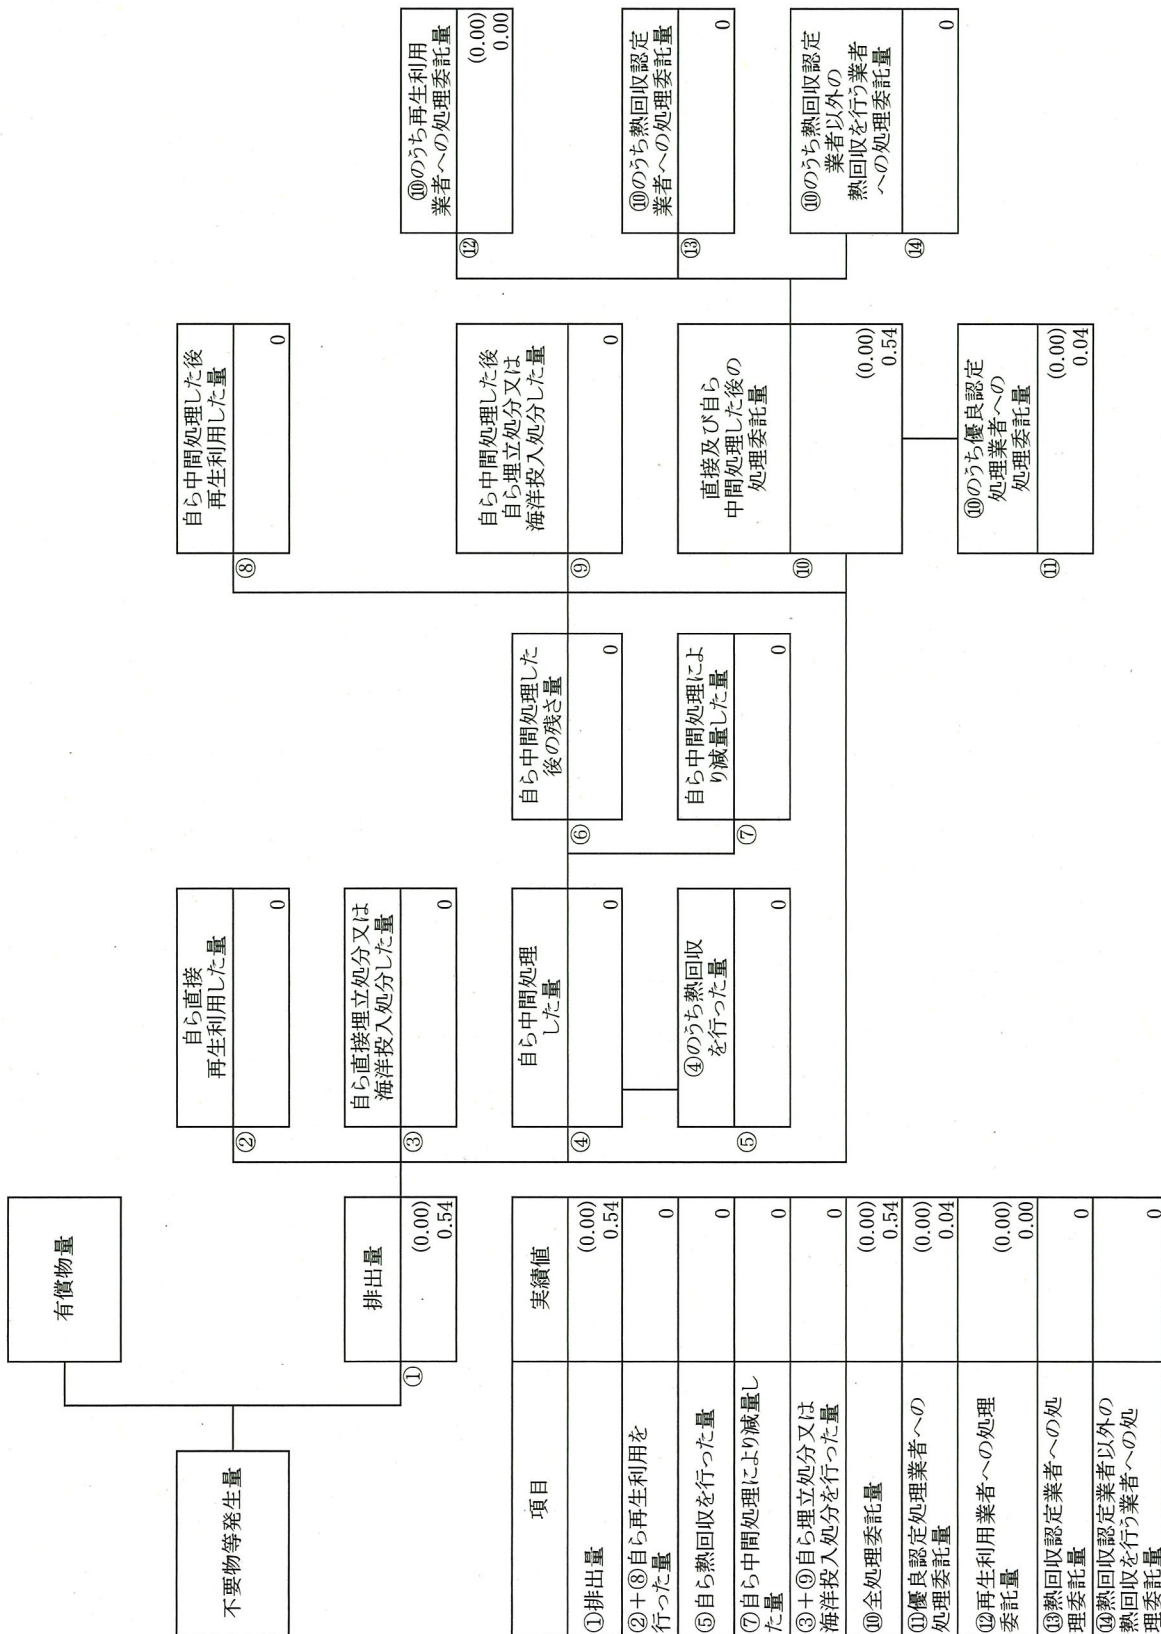 不要物等発生量
有償物量
排出量
①
(0.00)
0.54
自ら直接
再生利用した量
②
0
自ら直接埋立処分又は
海洋投入処分した量
③
0
自ら中間処理
した量
④
0
④のうち熱回収
を行った量
⑤
0
自ら中間処理した
後の残さ量
⑥
0
自ら中間処理によ
り減量した量
⑦
0
自ら中間処理した後
再生利用した量
⑧
0
自ら中間処理した後
自ら埋立処分又は
海洋投入処分した量
⑨
0
直接及び自ら
中間処理した後の
処理委託量
⑩
(0.00)
0.54
⑩のうち優良認定
処理業者への
処理委託量
⑪
(0.00)
0.04
⑩のうち再生利用
業者への処理委託量
⑫
(0.00)
0.00
⑩のうち熱回収認定
業者への処理委託量
⑬
0
⑩のうち熱回収認定
業者以外の
熱回収を行う業者
への処理委託量
⑭
0
項目
実績値
①排出量
(0.00)
0.54
②+⑧自ら再生利用を
行った量
0
⑤自ら熱回収を行った量
0
⑦自ら中間処理により減量し
た量
0
③+⑨自ら埋立処分又は
海洋投入処分を行った量
0
⑩全処理委託量
(0.00)
0.54
⑪優良認定処理業者への
処理委託量
(0.00)
0.04
⑫再生利用業者への処理
委託量
(0.00)
0.00
⑬熱回収認定業者への処
理委託量
0
⑭熱回収認定業者以外の
熱回収を行う業者への処
理委託量
0